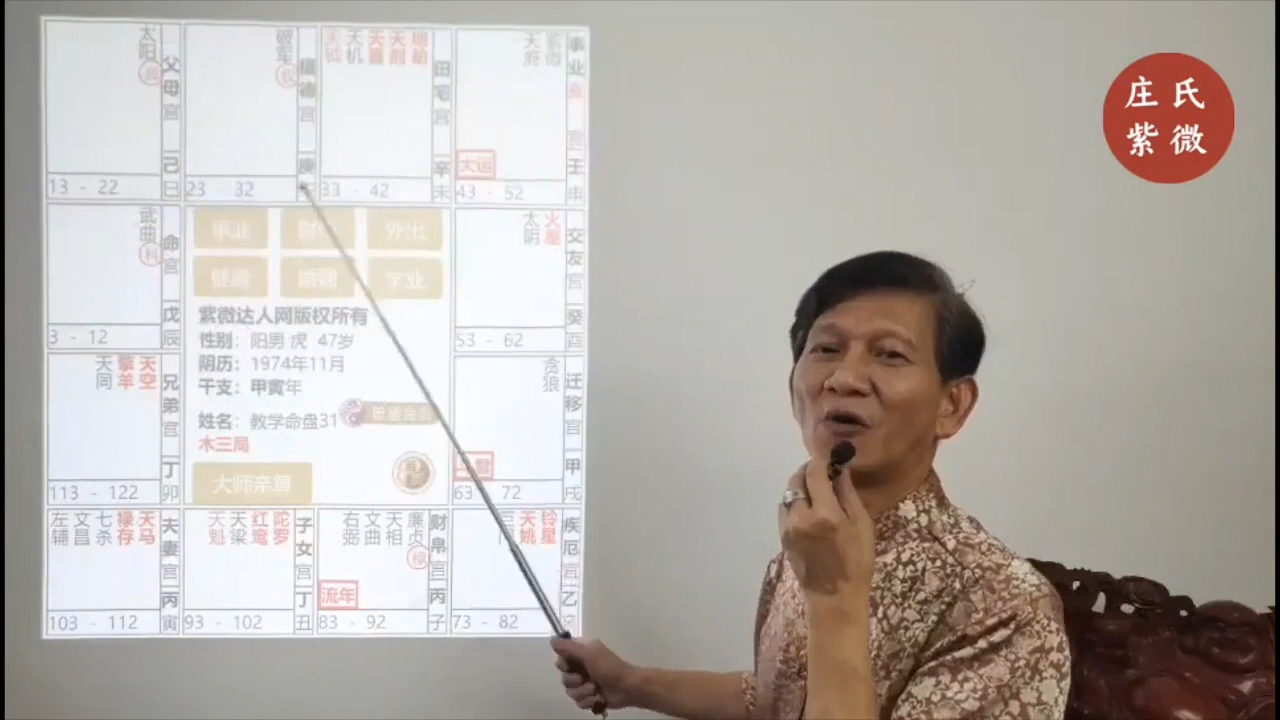 太阳 忌 父母宫 己巳
13 - 22
破军 权 福德宫 庚
23 - 32
天钺 天机 田宅宫 辛未
33 - 42
紫微 天府 事业宫 壬申
大运
43 - 52
武曲 科 命宫 戊辰
3 - 12
太阴 火星 交友宫 癸酉
53 - 62
天同 擎羊 天空 兄弟宫 丁卯
113 - 122
贪狼 迁移宫 甲戌
63 72
左辅 文昌 七杀 禄存 天马 夫妻宫 丙寅
103 - 112
天魁 天梁 红鸾 陀罗 子女宫 丁丑
93 - 102
右弼 文曲 天相 廉贞 禄 财帛宫 丙子
流年
83 - 92
巨门 天姚 铃星 疾厄宫 乙
73 - 82
事业 外出
健康 婚姻 学业
紫微达人网版权所有
性别：阳男 虎 47岁
阴历：1974年11月
干支：甲寅年
姓名：教学命盘31
木三局
大师亲算
庄氏
紫微